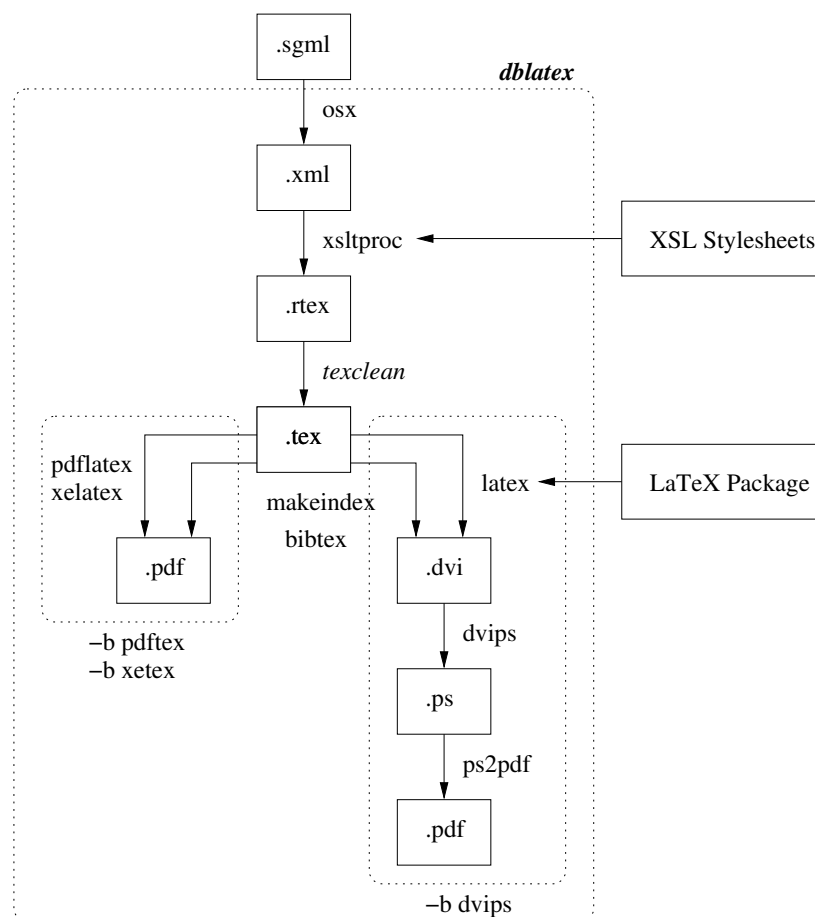 .sgml
dblatex
osx
.xml
xsltproc
XSL Stylesheets
.rtex
texclean
.tex
pdflatex
xelatex
latex
LaTeX Package
makeindex
bibtex
.pdf
.dvi
−b pdftex
−b xetex
dvips
.ps
ps2pdf
.pdf
−b dvips